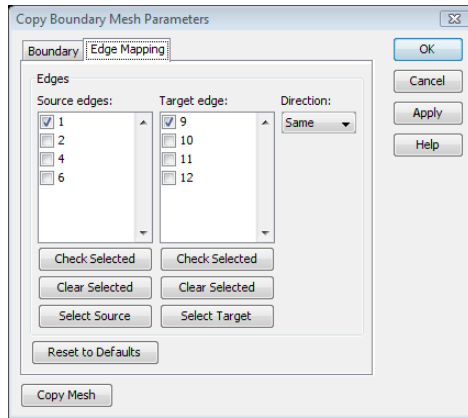 Copy Boundary Mesh Parameters
Boundary Edge Mapping
Edges
Source edges: Target edge: Direction:
1 9 Same
2 10
4 11
6 12
Check Selected Check Selected
Clear Selected Clear Selected
Select Source Select Target
Reset to Defaults
Copy Mesh
OK
Cancel
Apply
Help